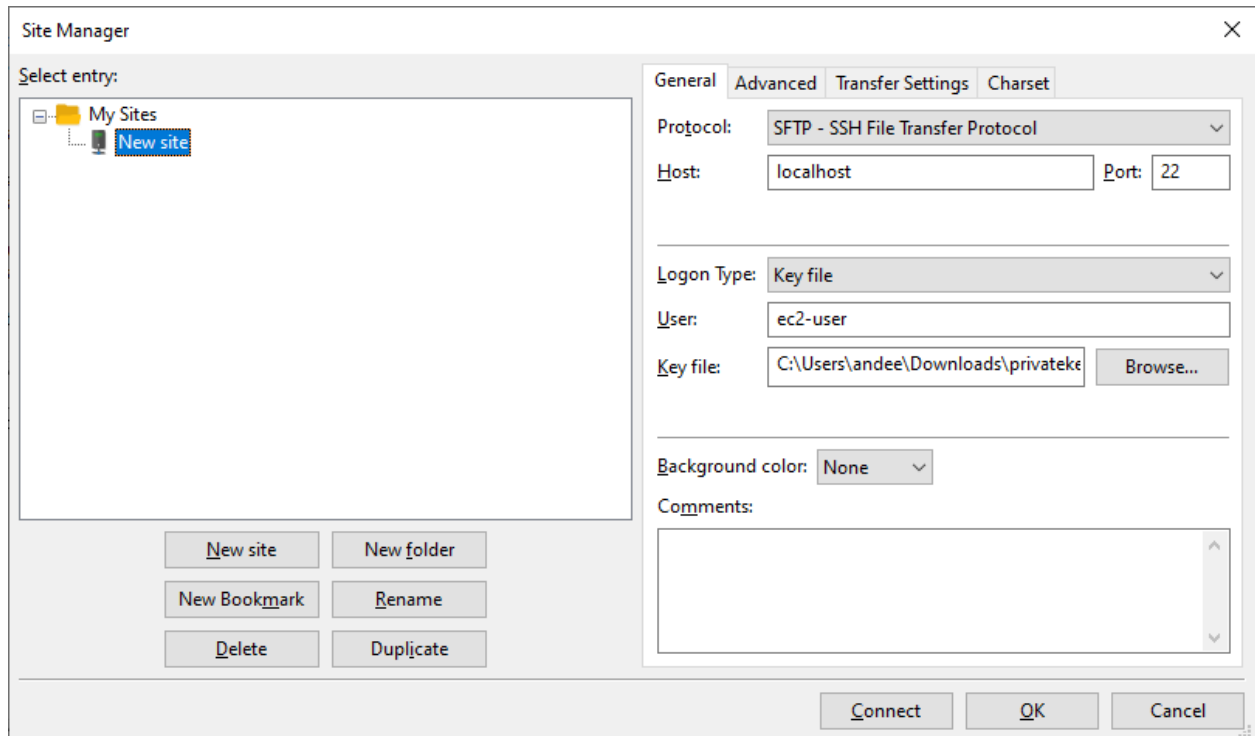 Site Manager
Select entry:
My Sites
New site
New site
New folder
New Bookmark
Rename
Delete
Duplicate
General
Advanced
Transfer Settings
Charset
Protocol:
SFTP - SSH File Transfer Protocol
Host:
localhost
Port:
22
Logon Type:
Key file
User:
ec2-user
Key file:
C:\Users\andee\Downloads\privateke
Browse...
Background color:
None
Comments:
Connect
OK
Cancel